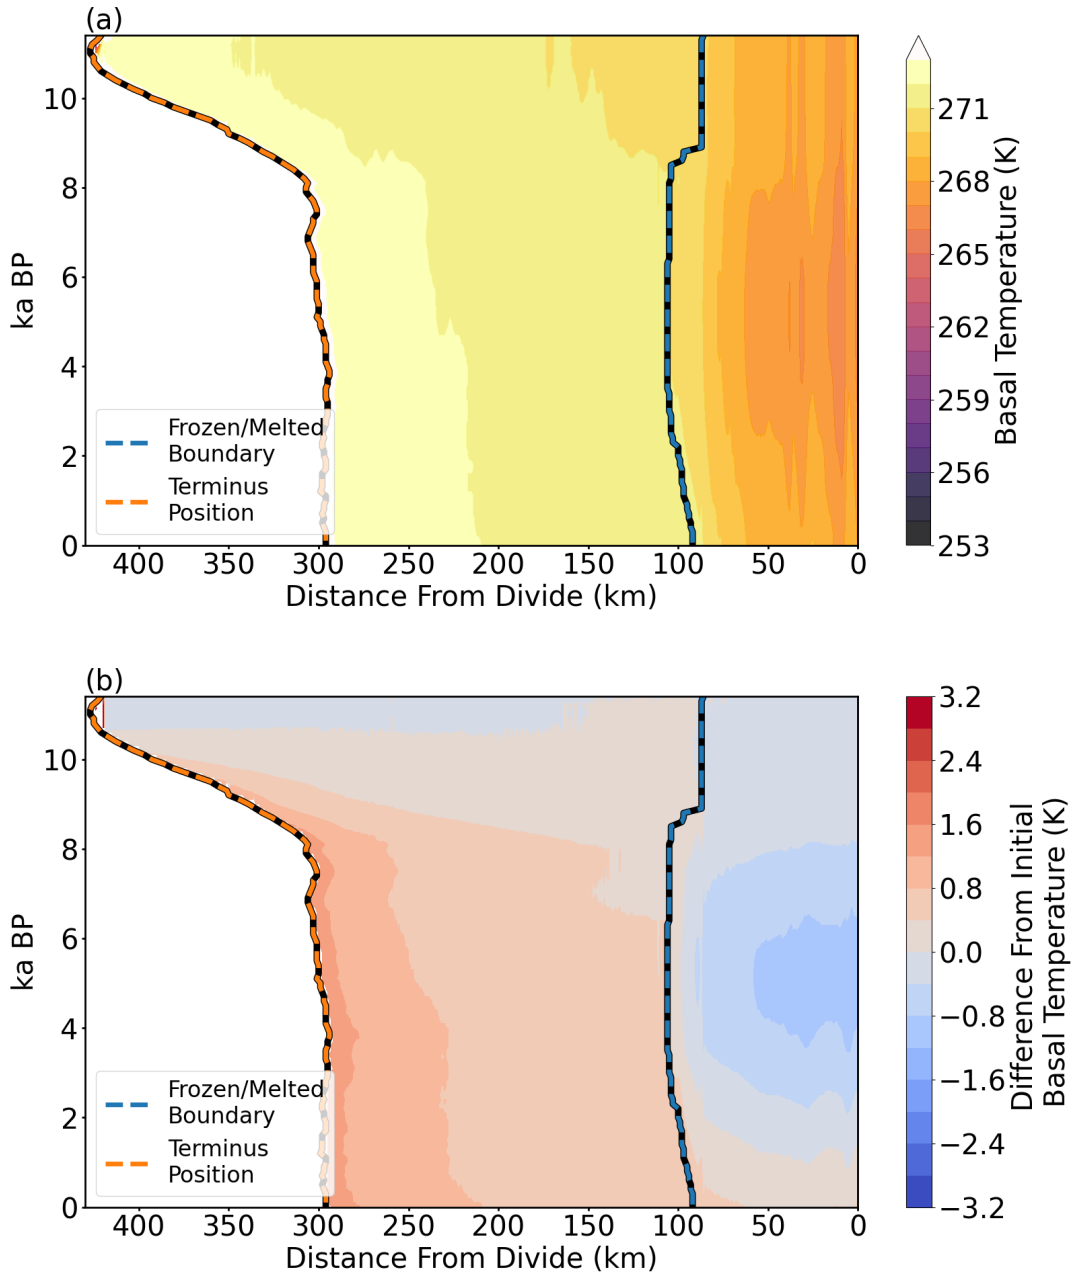 (a)
ka BP
10
8
6
4
2
0
Frozen/Melted
Boundary
Terminus
Position
400 350 300 250 200 150 100 50 0
Distance From Divide (km)
271
268
265
262
259
256
253
Basal Temperature (K)
(b)
ka BP
10
8
6
4
2
0
Frozen/Melted
Boundary
Terminus
Position
400 350 300 250 200 150 100 50 0
Distance From Divide (km)
3.2
2.4
1.6
0.8
0.0
−0.8
−1.6
−2.4
−3.2
Difference From Initial
Basal Temperature (K)